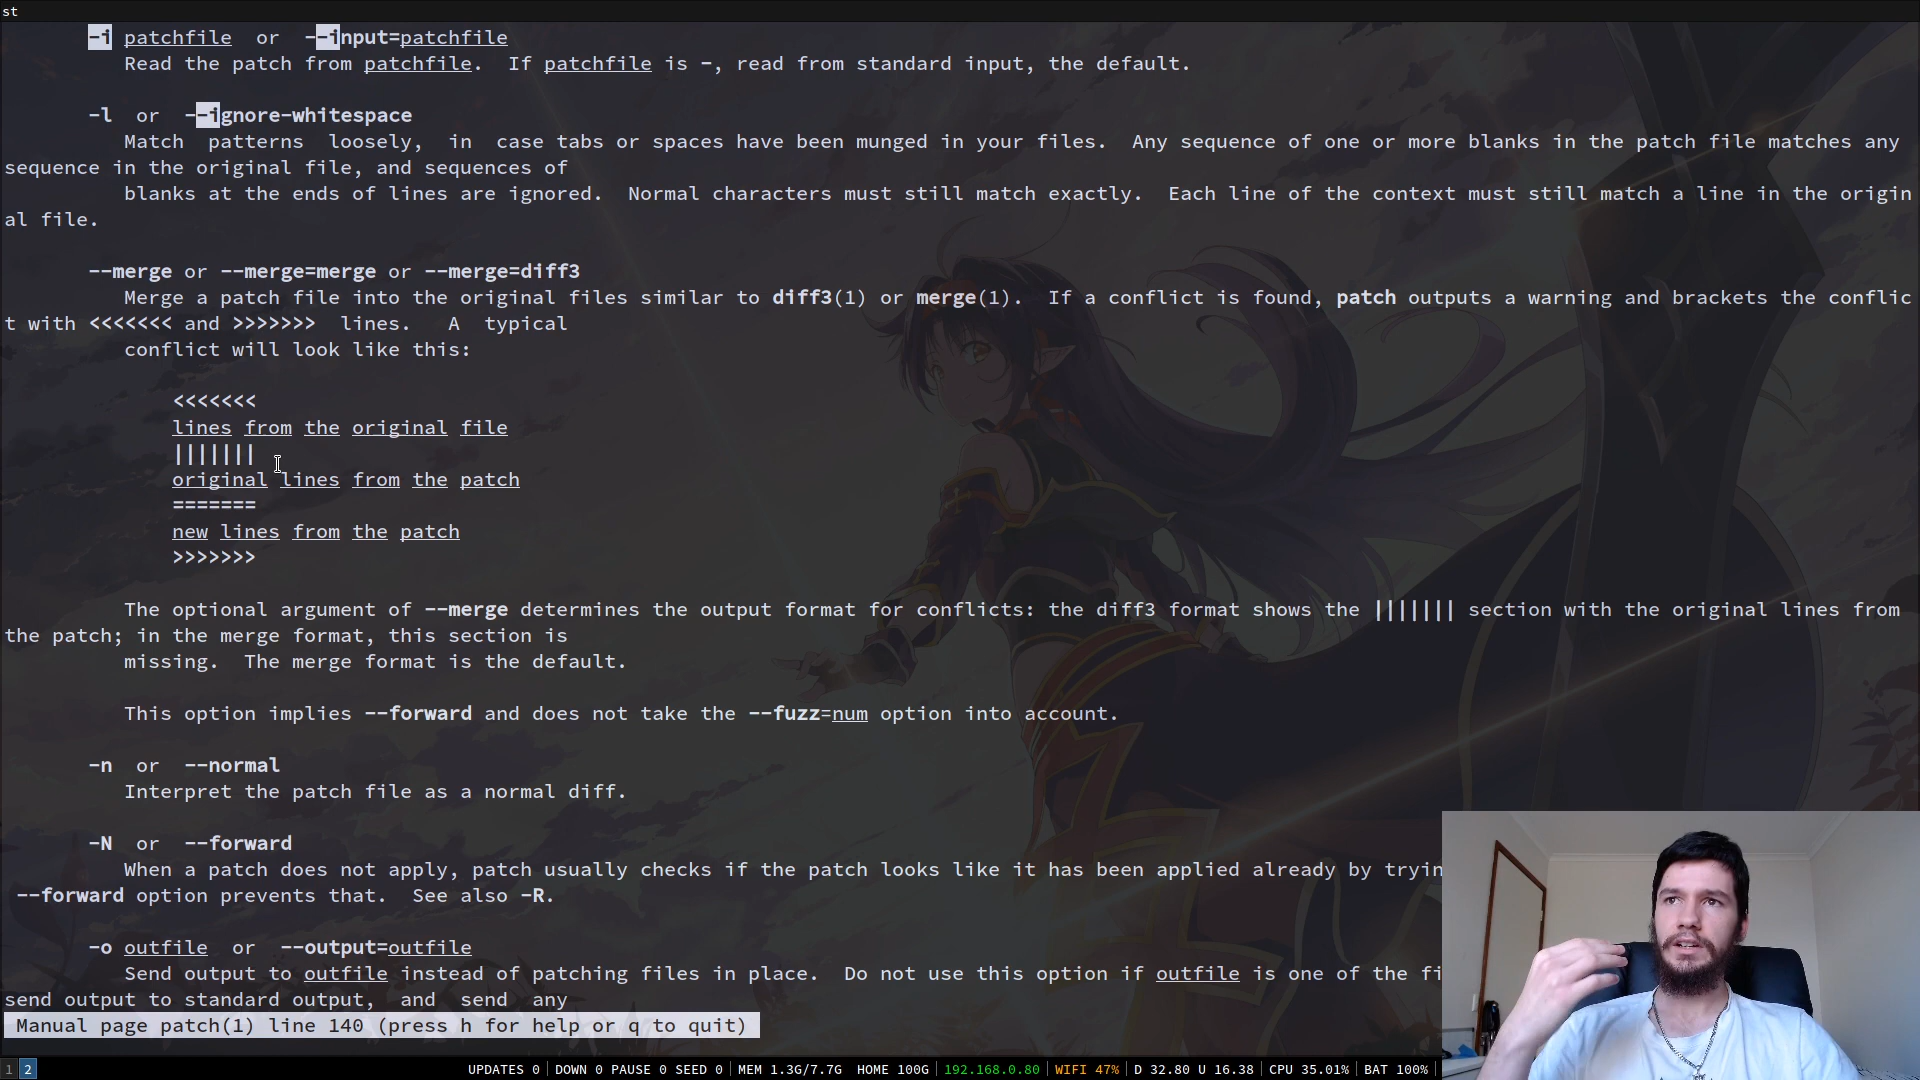 st
-i patchfile  or  --input=patchfile
Read the patch from patchfile.  If patchfile is -, read from standard input, the default.
-l  or  --ignore-whitespace
Match  patterns  loosely,  in  case tabs or spaces have been munged in your files.  Any sequence of one or more blanks in the patch file matches any
sequence in the original file, and sequences of
blanks at the ends of lines are ignored.  Normal characters must still match exactly.  Each line of the context must still match a line in the origin
al file.
--merge or --merge=merge or --merge=diff3
Merge a patch file into the original files similar to diff3(1) or merge(1).  If a conflict is found, patch outputs a warning and brackets the conflic
t with <<<<<<< and >>>>>>>  lines.   A  typical
conflict will look like this:
<<<<<<<
lines from the original file
|||||||
original lines from the patch
=======
new lines from the patch
>>>>>>>
The optional argument of --merge determines the output format for conflicts: the diff3 format shows the ||||||| section with the original lines from
the patch; in the merge format, this section is
missing.  The merge format is the default.
This option implies --forward and does not take the --fuzz=num option into account.
-n  or  --normal
Interpret the patch file as a normal diff.
-N  or  --forward
When a patch does not apply, patch usually checks if the patch looks like it has been applied already by tryin
--forward option prevents that.  See also -R.
-o outfile  or  --output=outfile
Send output to outfile instead of patching files in place.  Do not use this option if outfile is one of the fi
send output to standard output,  and  send  any
Manual page patch(1) line 140 (press h for help or q to quit)
1 2 UPDATES 0 | DOWN 0 PAUSE 0 SEED 0 | MEM 1.3G/7.7G  HOME 100G | 192.168.0.80 | WIFI 47% | D 32.80 U 16.38 | CPU 35.01% | BAT 100% |